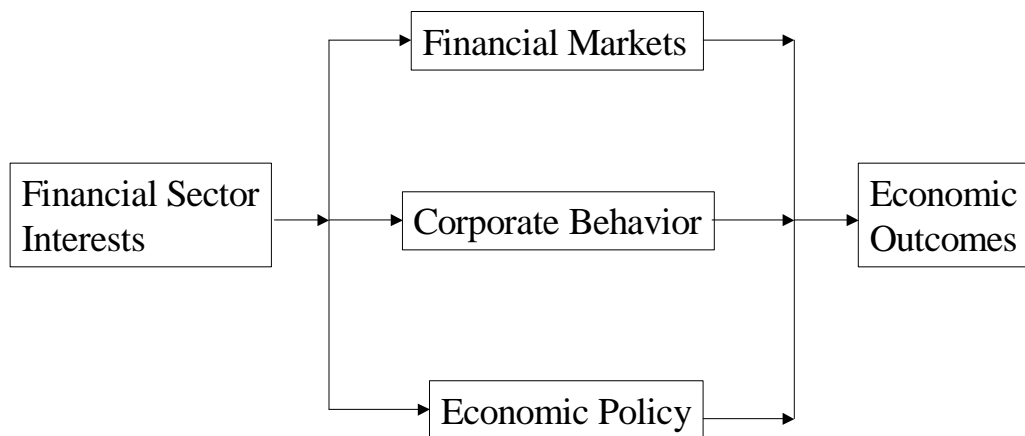 Financial Markets
Financial Sector
Interests
Corporate Behavior
Economic
Outcomes
Economic Policy